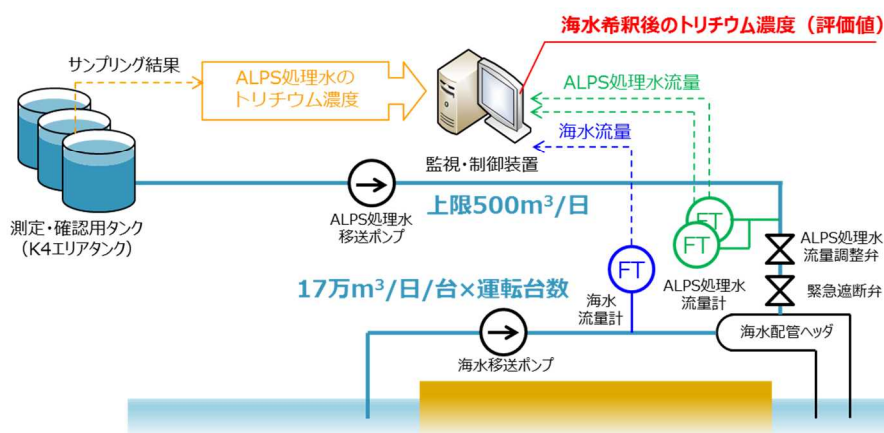 海水希釈後のトリチウム濃度（評価値）
サンプリング結果
ALPS処理水の
トリチウム濃度
ALPS処理水流量
海水流量
監視・制御装置
測定・確認用タンク
（K4エリアタンク）
ALPS処理水
移送ポンプ
上限500m³/日
FT
FT
ALPS処理水
流量調整弁
FT
ALPS処理水
流量計
緊急遮断弁
17万m³/日/台×運転台数
海水
流量計
海水配管ヘッダ
海水移送ポンプ